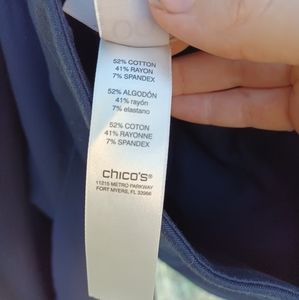 52% COTTON
41% RAYON
7% SPANDEX
52% ALGODÓN
41% rayón
7% elastano
52% COTON
41% RAYONNE
7% SPANDEX
chico's®
11215 METRO PARKWAY
FORT MYERS, FL 33966